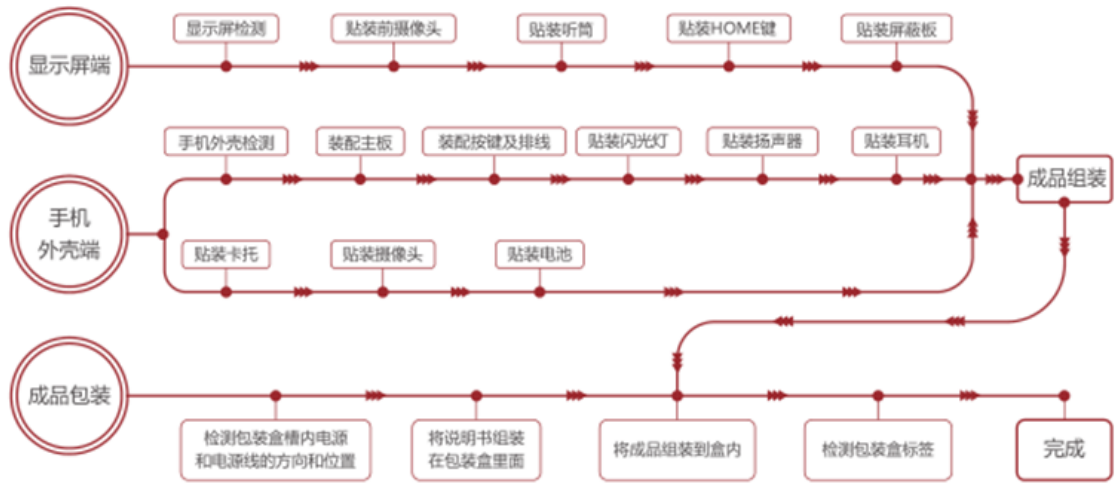 显示屏端
显示屏检测
贴装前摄像头
贴装听筒
贴装HOME键
贴装屏蔽板
手机
外壳端
手机外壳检测
装配主板
装配按键及排线
贴装闪光灯
贴装扬声器
贴装耳机
成品组装
贴装卡托
贴装摄像头
贴装电池
成品包装
检测包装盒槽内电源
和电源线的方向和位置
将说明书组装
在包装盒里面
将成品组装到盒内
检测包装盒标签
完成